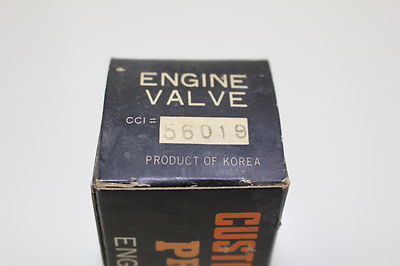 ENGINE
VALVE
CCI = 56019
PRODUCT OF KOREA